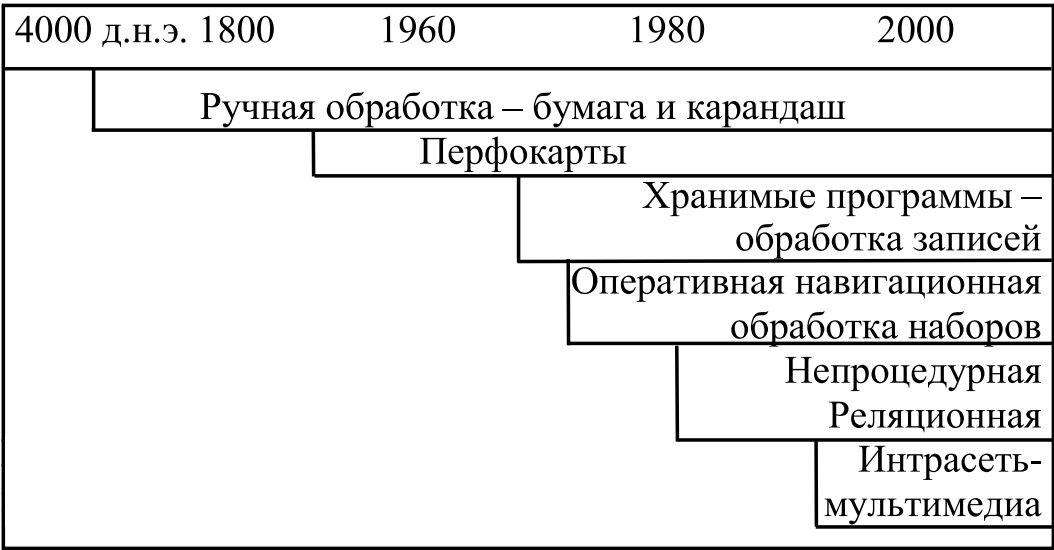 4000 д.н.э. 1800 1960 1980 2000
Ручная обработка – бумага и карандаш
Перфокарты
Хранимые программы –
обработка записей
Оперативная навигационная
обработка наборов
Непроцедурная
Реляционная
Интрасеть-
мультимедиа